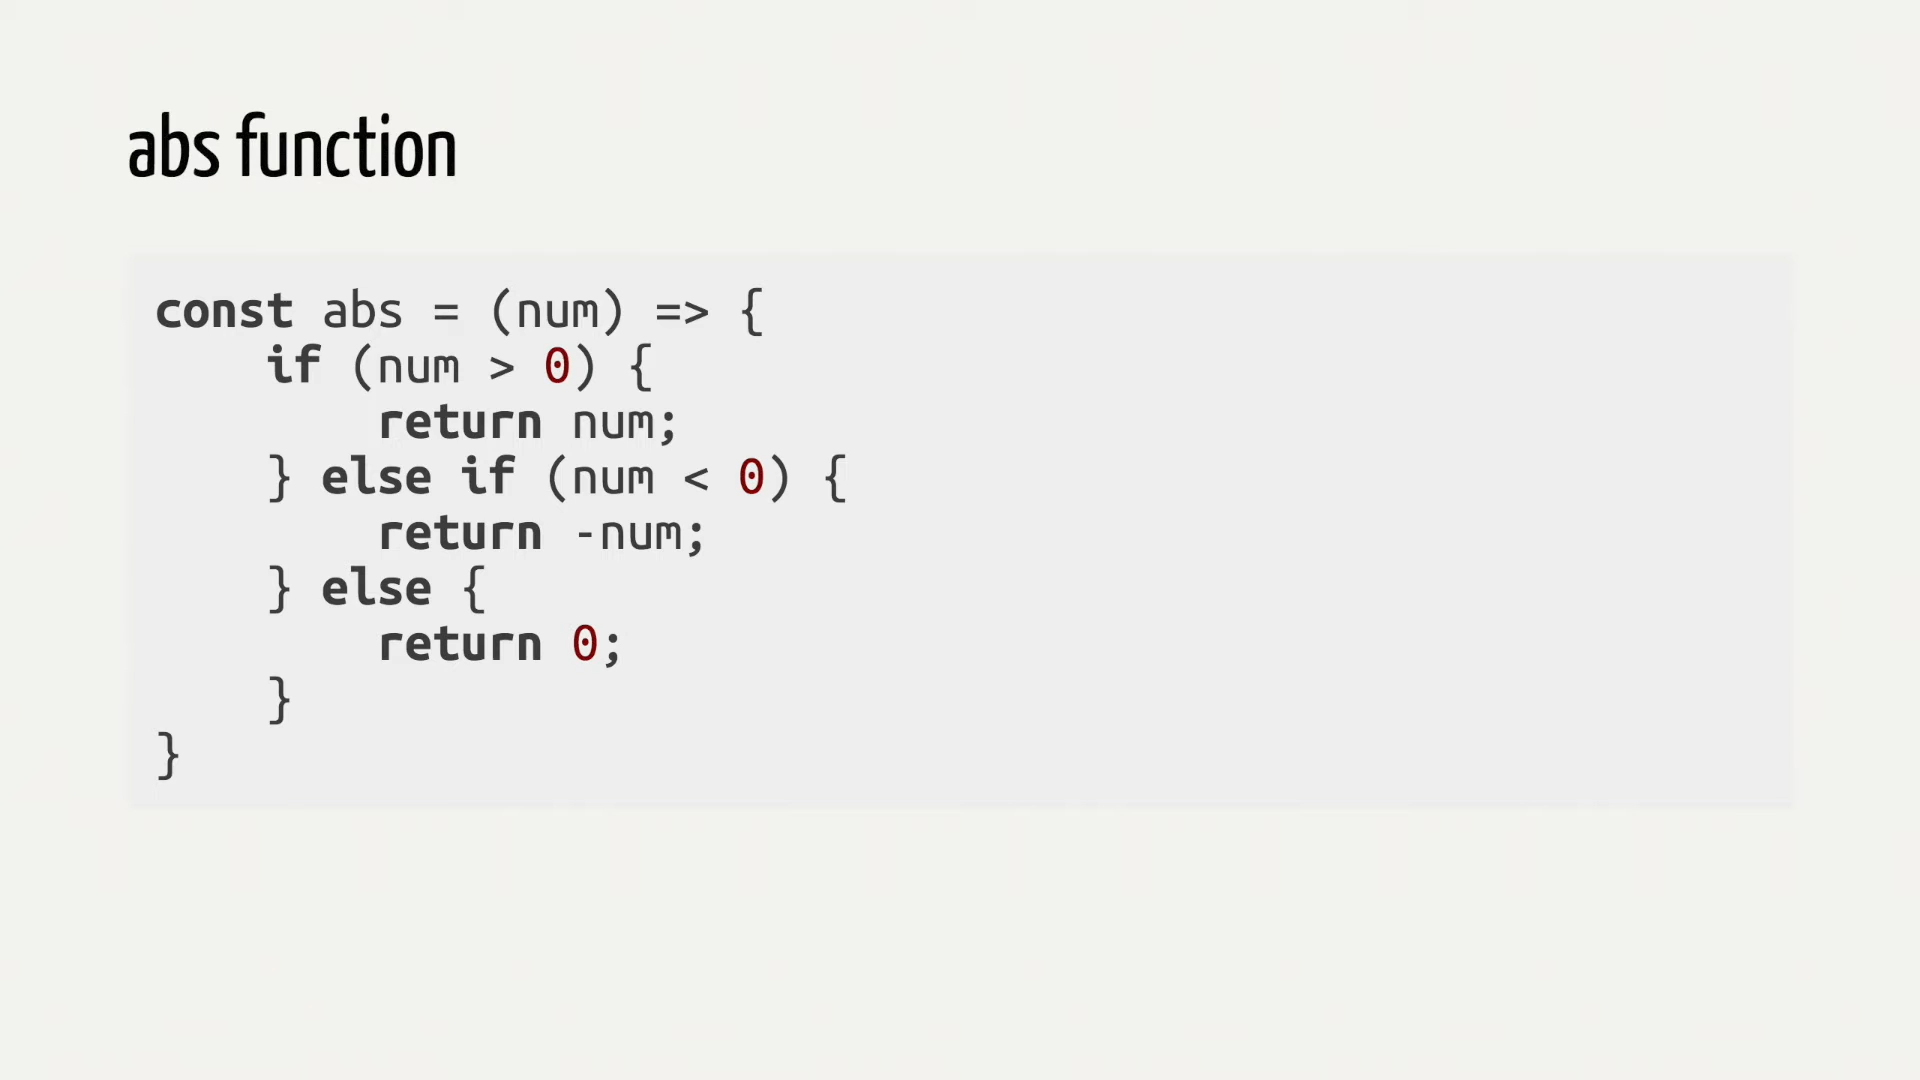 abs function
const abs = (num) => {
    if (num > 0) {
        return num;
    } else if (num < 0) {
        return -num;
    } else {
        return 0;
    }
}